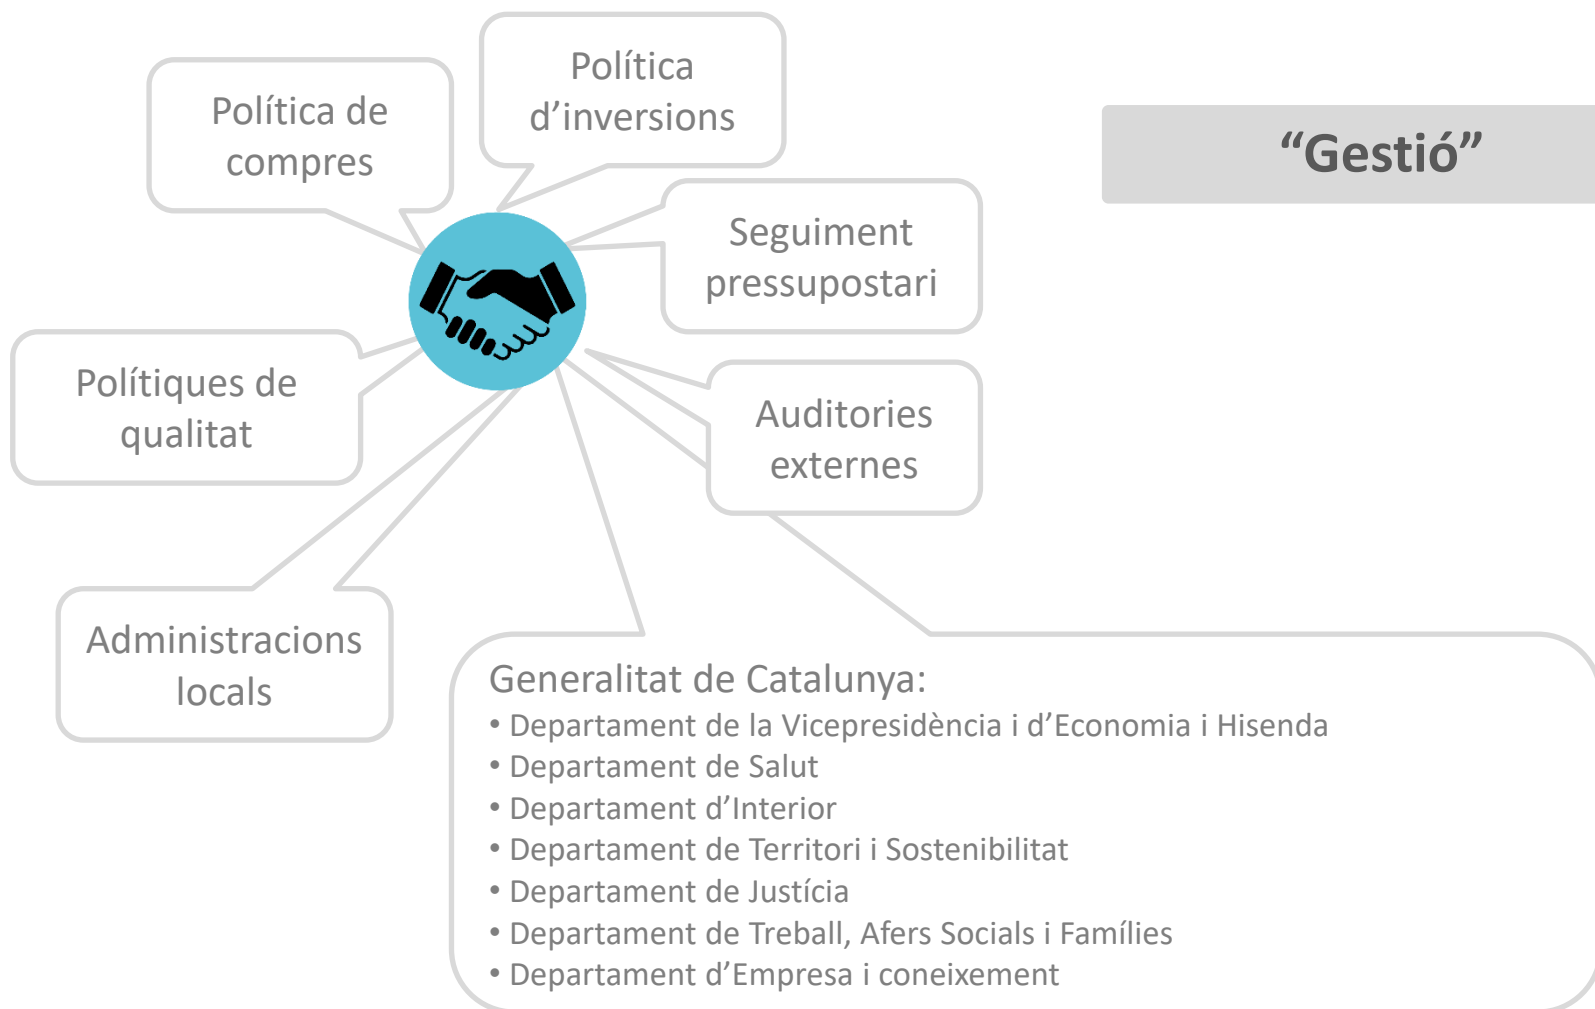 Política
d’inversions
Política de
compres
“Gestió”
Seguiment
pressupostari
Polítiques de
qualitat
Auditories
externes
Administracions
locals
Generalitat de Catalunya:
• Departament de la Vicepresidència i d’Economia i Hisenda
• Departament de Salut
• Departament d’Interior
• Departament de Territori i Sostenibilitat
• Departament de Justícia
• Departament de Treball, Afers Socials i Famílies
• Departament d’Empresa i coneixement